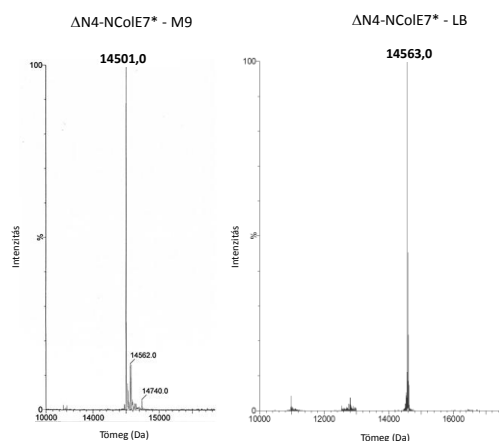 ΔN4-NColE7* - M9
14501,0
100
Intenzitás
%
14562.0
14740.0
0
10000
14000
15000
Tömeg (Da)
ΔN4-NColE7* - LB
14563,0
100
Intenzitás
%
0
10000
12000
14000
16000
Tömeg (Da)